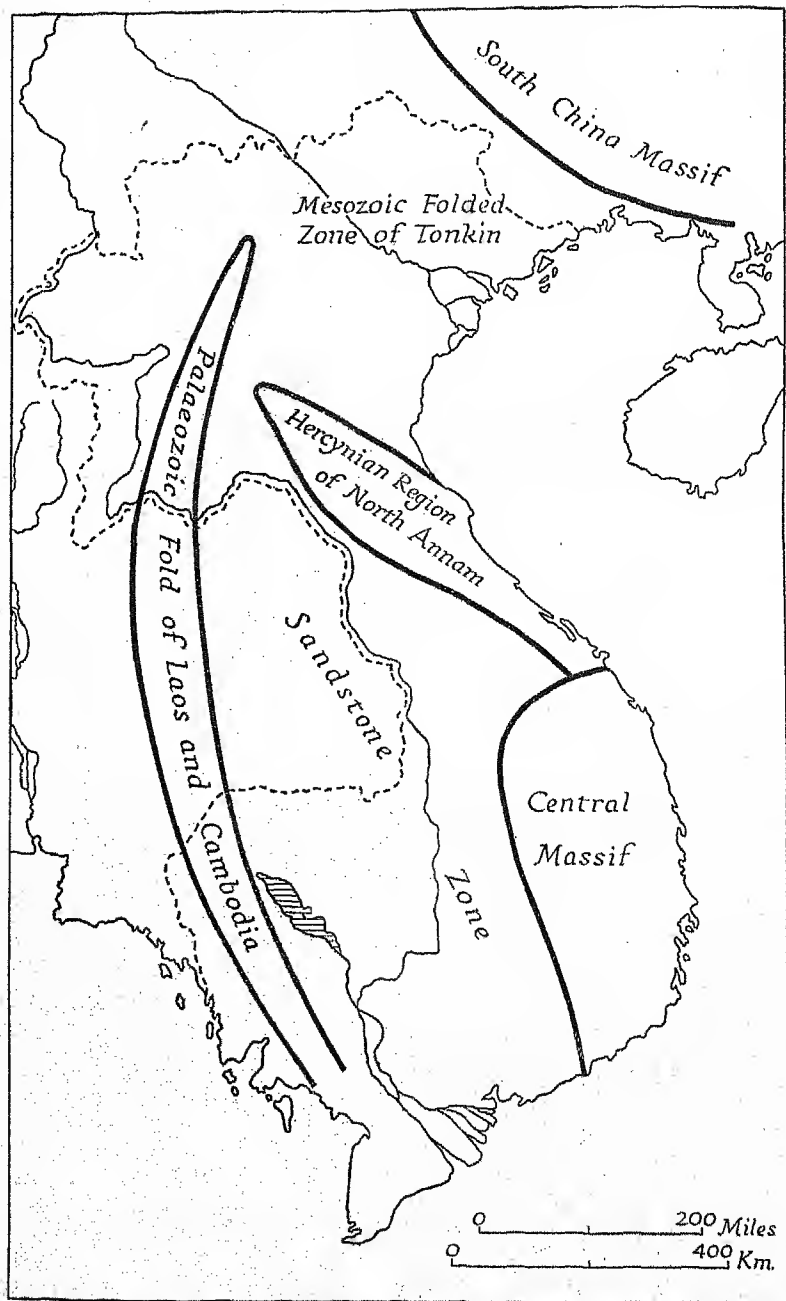 South China Massif
Mesozoic Folded
Zone of Tonkin
Palaeozoic Fold of Laos and Cambodia
Hercynian Region
of North Annam
Sandstone Zone
Central
Massif
0 200 Miles
0 400 Km.